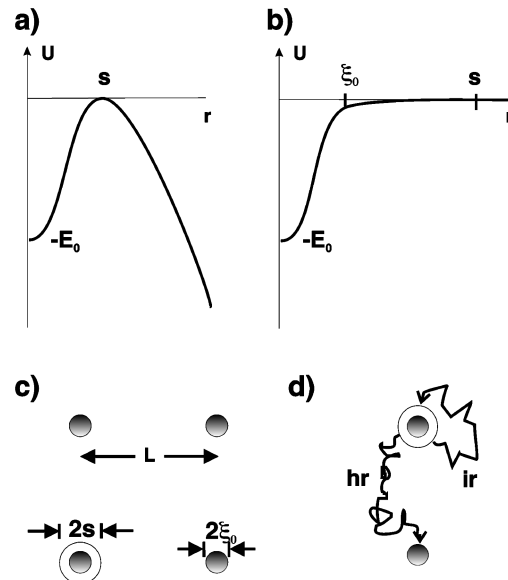 a)
U
s
r
-E₀
b)
U
ξ₀
s
r
-E₀
c)
L
2s
2ξ₀
d)
hr
ir